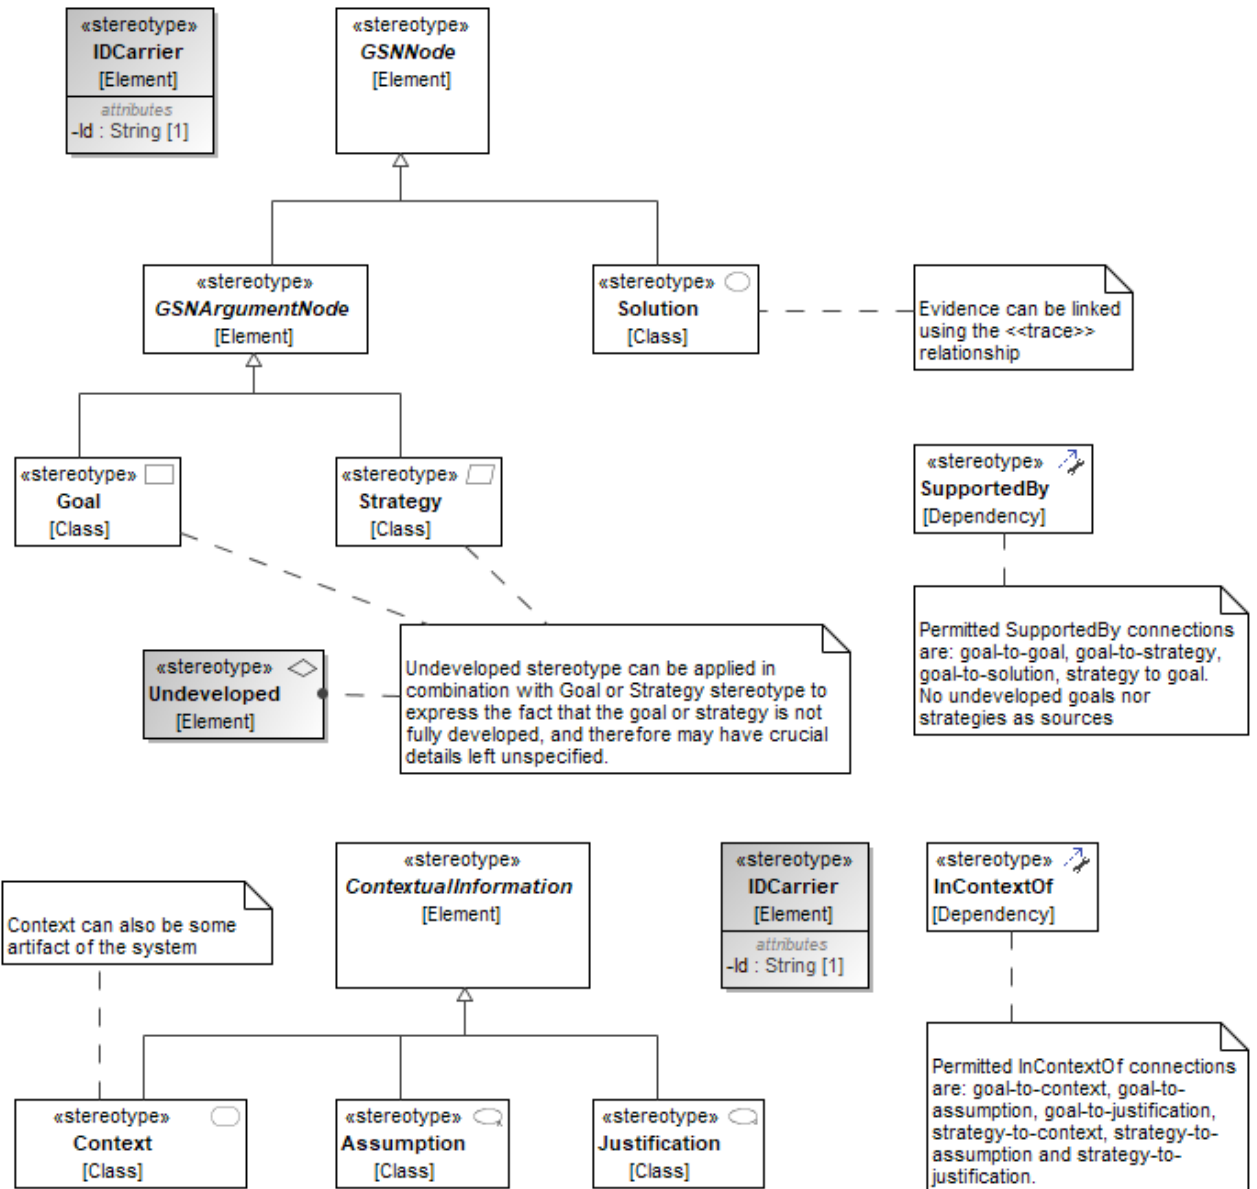 «stereotype»
IDCarrier
[Element]
attributes
-Id : String [1]
«stereotype»
GSNNode
[Element]
«stereotype»
GSNArgumentNode
[Element]
«stereotype»
Solution
[Class]
Evidence can be linked
using the <<trace>>
relationship
«stereotype»
Goal
[Class]
«stereotype»
Strategy
[Class]
«stereotype»
SupportedBy
[Dependency]
«stereotype»
Undeveloped
[Element]
Undeveloped stereotype can be applied in
combination with Goal or Strategy stereotype to
express the fact that the goal or strategy is not
fully developed, and therefore may have crucial
details left unspecified.
Permitted SupportedBy connections
are: goal-to-goal, goal-to-strategy,
goal-to-solution, strategy to goal.
No undeveloped goals nor
strategies as sources
Context can also be some
artifact of the system
«stereotype»
ContextualInformation
[Element]
«stereotype»
IDCarrier
[Element]
attributes
-Id : String [1]
«stereotype»
InContextOf
[Dependency]
«stereotype»
Context
[Class]
«stereotype»
Assumption
[Class]
«stereotype»
Justification
[Class]
Permitted InContextOf connections
are: goal-to-context, goal-to-
assumption, goal-to-justification,
strategy-to-context, strategy-to-
assumption and strategy-to-
justification.